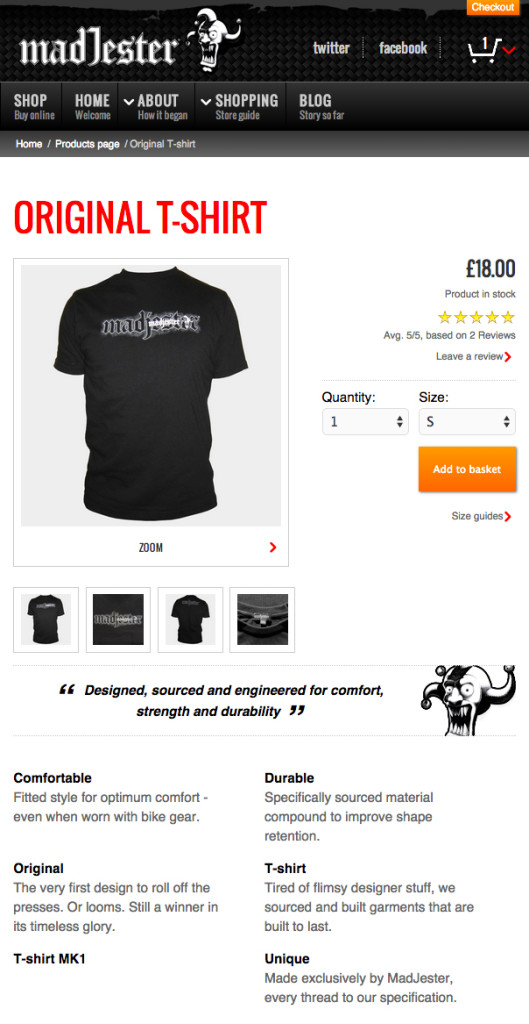 Checkout
madJester
twitter
facebook
1
SHOP
Buy online
HOME
Welcome
ABOUT
How it began
SHOPPING
Store guide
BLOG
Story so far
Home / Products page / Original T-shirt
ORIGINAL T-SHIRT
madjester
madjester
£18.00
Product in stock
Avg. 5/5, based on 2 Reviews
Leave a review
Quantity:
Size:
1
S
Add to basket
Size guides
ZOOM
madjester
“ Designed, sourced and engineered for comfort,
strength and durability ”
Comfortable
Fitted style for optimum comfort -
even when worn with bike gear.
Durable
Specifically sourced material
compound to improve shape
retention.
Original
The very first design to roll off the
presses. Or looms. Still a winner in
its timeless glory.
T-shirt
Tired of flimsy designer stuff, we
sourced and built garments that are
built to last.
T-shirt MK1
Unique
Made exclusively by MadJester,
every thread to our specification.